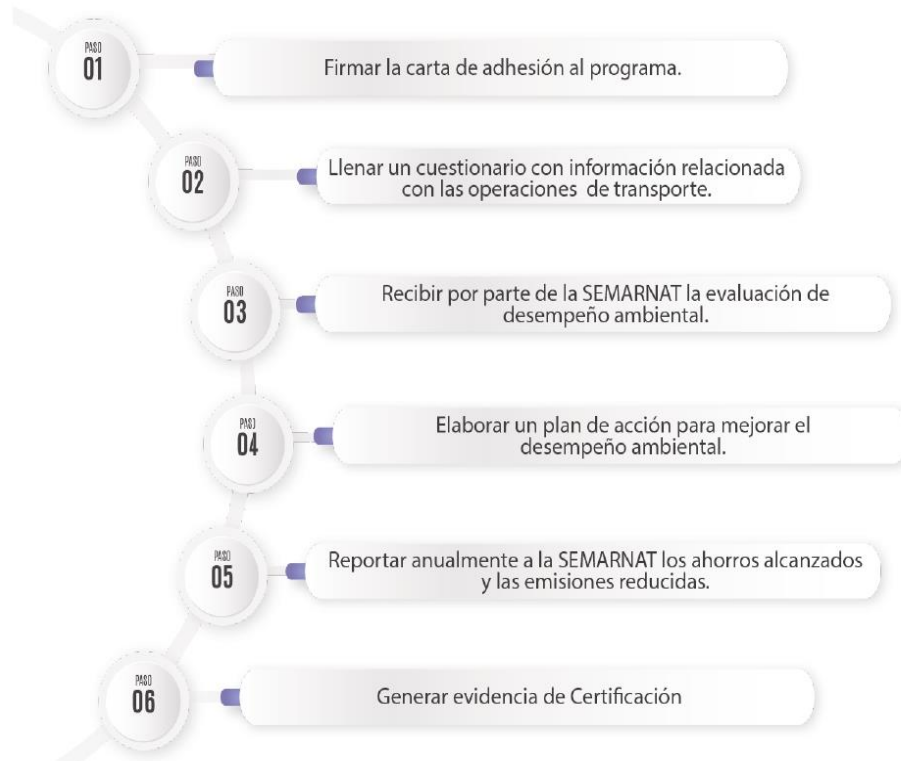 PASO
01
Firmar la carta de adhesión al programa.
PASO
02
Llenar un cuestionario con información relacionada
con las operaciones de transporte.
PASO
03
Recibir por parte de la SEMARNAT la evaluación de
desempeño ambiental.
PASO
04
Elaborar un plan de acción para mejorar el
desempeño ambiental.
PASO
05
Reportar anualmente a la SEMARNAT los ahorros alcanzados
y las emisiones reducidas.
PASO
06
Generar evidencia de Certificación